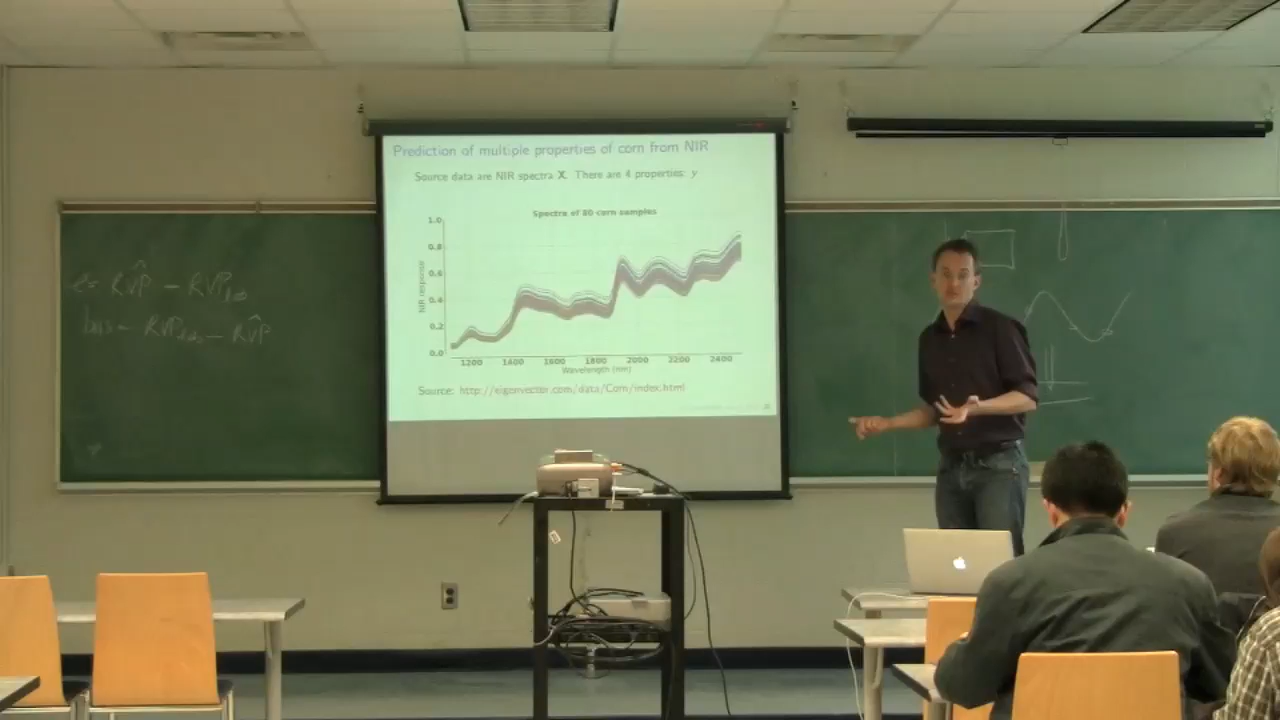 Prediction of multiple properties of corn from NIR
Source data are NIR spectra X. There are 4 properties: y
Spectra of 80 corn samples
NIR response
1.0
0.8
0.6
0.4
0.2
0.0
1200 1400 1600 1800 2000 2200 2400
Wavelength (nm)
Source: http://eigenvector.com/data/Corn/index.html